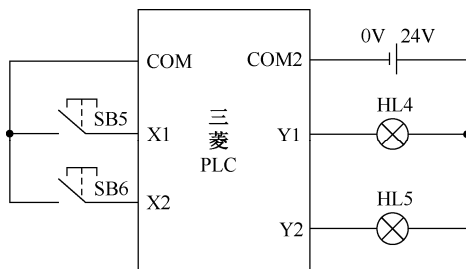 0V 24V
COM COM2
HL4
SB5 X1 三 Y1
菱
SB6 X2 PLC
HL5
Y2